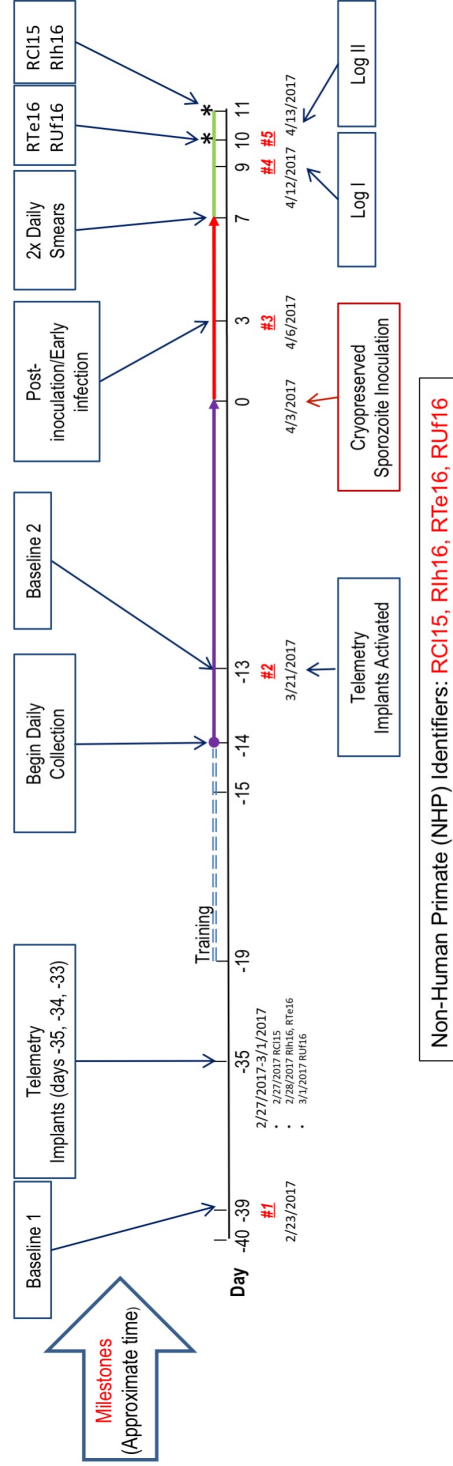 Milestones
(Approximate time)
Baseline 1
Telemetry
Implants (days -35, -34, -33)
Begin Daily
Collection
Baseline 2
Post-
inoculation/Early
infection
2x Daily
Smears
RTe16
RUf16
RCl15
RIh16
Training
* *
Day
-40 -39 -35 -19 -15 -14 -13 0 3 7 9 10 11
#1 #2 #3 #4 #5
2/23/2017
2/27/2017-3/1/2017
• 2/27/2017 RCl15
• 2/28/2017 RIh16, RTe16
• 3/1/2017 RUf16
3/21/2017
4/3/2017
4/6/2017
4/12/2017
4/13/2017
Telemetry
Implants Activated
Cryopreserved
Sporozoite Inoculation
Log I
Log II
Non-Human Primate (NHP) Identifiers: RCl15, RIh16, RTe16, RUf16